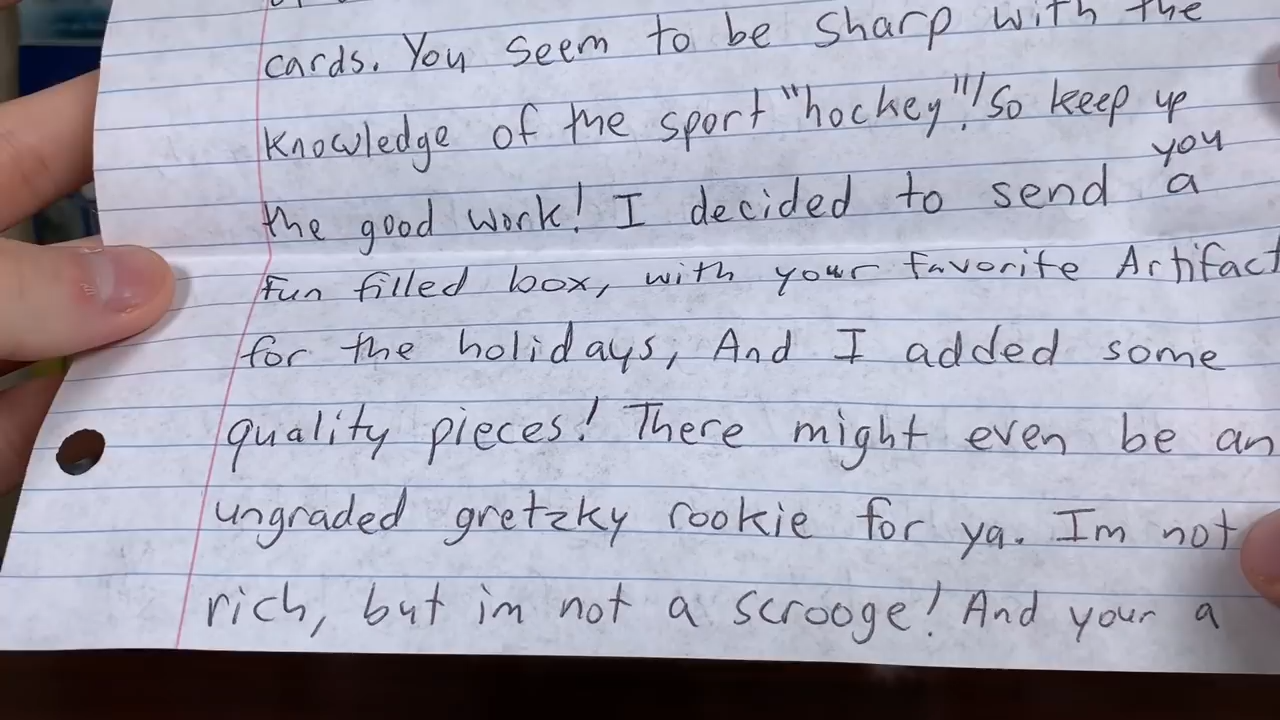 cards. You seem to be sharp with the
Knowledge of the sport "hockey"!/So keep up
you
the good work! I decided to send a
Fun filled box, with your favorite Artifact
for the holidays, And I added some
quality pieces! There might even be an
ungraded gretzky rookie for ya. Im not
rich, but im not a scrooge! And your a